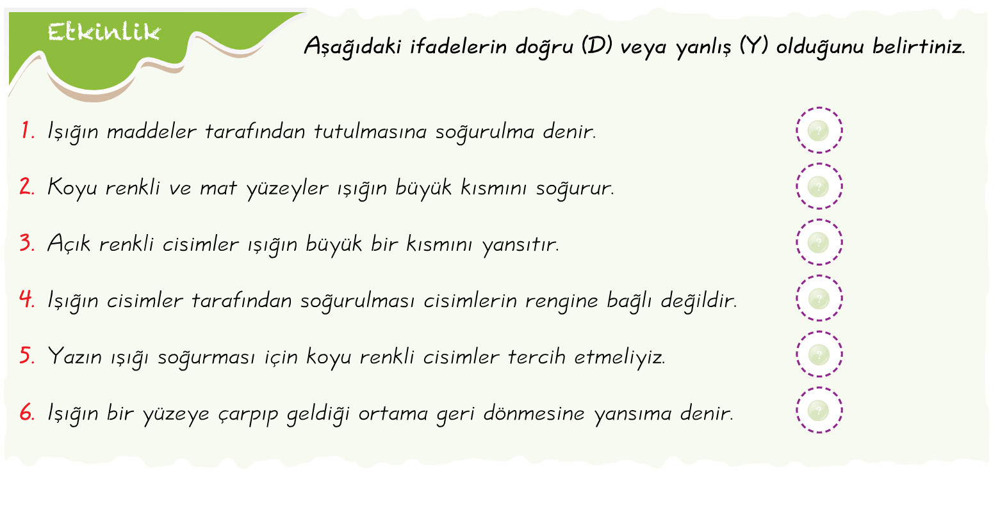 Etkinlik
Aşağıdaki ifadelerin doğru (D) veya yanlış (Y) olduğunu belirtiniz.
1. Işığın maddeler tarafından tutulmasına soğurulma denir. ?
2. Koyu renkli ve mat yüzeyler ışığın büyük kısmını soğurur. ?
3. Açık renkli cisimler ışığın büyük bir kısmını yansıtır. ?
4. Işığın cisimler tarafından soğurulması cisimlerin rengine bağlı değildir. ?
5. Yazın ışığı soğurması için koyu renkli cisimler tercih etmeliyiz. ?
6. Işığın bir yüzeye çarpıp geldiği ortama geri dönmesine yansıma denir. ?